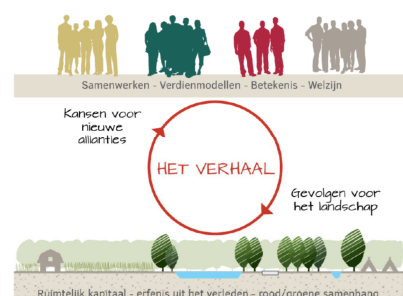 Samenwerken - Verdienmodellen - Betekenis - Welzijn
Kansen voor
nieuwe
allianties
HET VERHAAL
Gevolgen voor
het landschap
Ruimtelijk kapitaal - erfenis uit het verleden - rood/groene samenhang